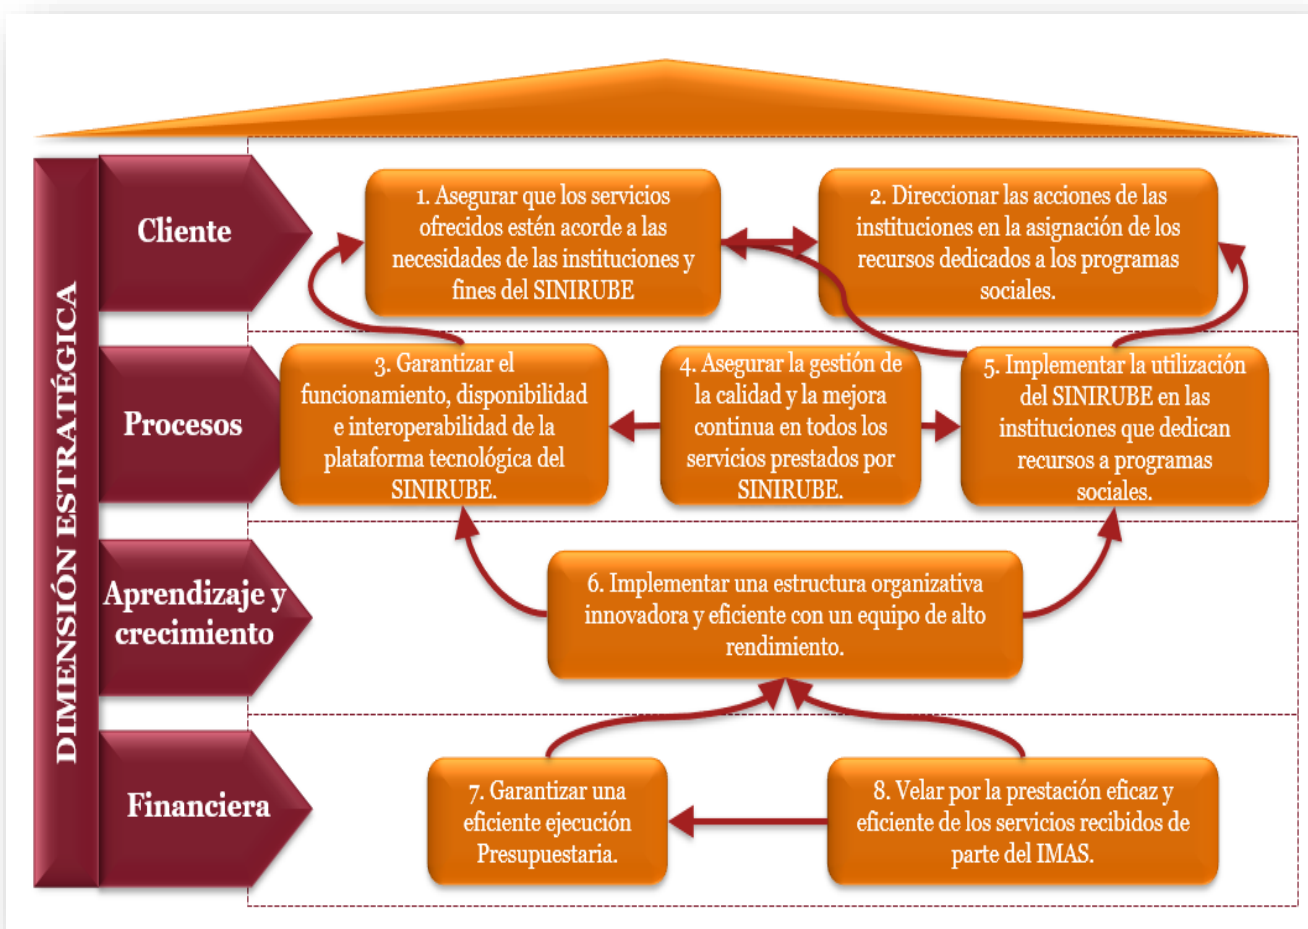 DIMENSIÓN ESTRATÉGICA
Cliente
1. Asegurar que los servicios
ofrecidos estén acorde a las
necesidades de las instituciones y
fines del SINIRUBE
2. Direccionar las acciones de las
instituciones en la asignación de los
recursos dedicados a los programas
sociales.
Procesos
3. Garantizar el
funcionamiento, disponibilidad
e interoperabilidad de la
plataforma tecnológica del
SINIRUBE.
4. Asegurar la gestión de
la calidad y la mejora
continua en todos los
servicios prestados por
SINIRUBE.
5. Implementar la utilización
del SINIRUBE en las
instituciones que dedican
recursos a programas
sociales.
Aprendizaje y
crecimiento
6. Implementar una estructura organizativa
innovadora y eficiente con un equipo de alto
rendimiento.
Financiera
7. Garantizar una
eficiente ejecución
Presupuestaria.
8. Velar por la prestación eficaz y
eficiente de los servicios recibidos de
parte del IMAS.